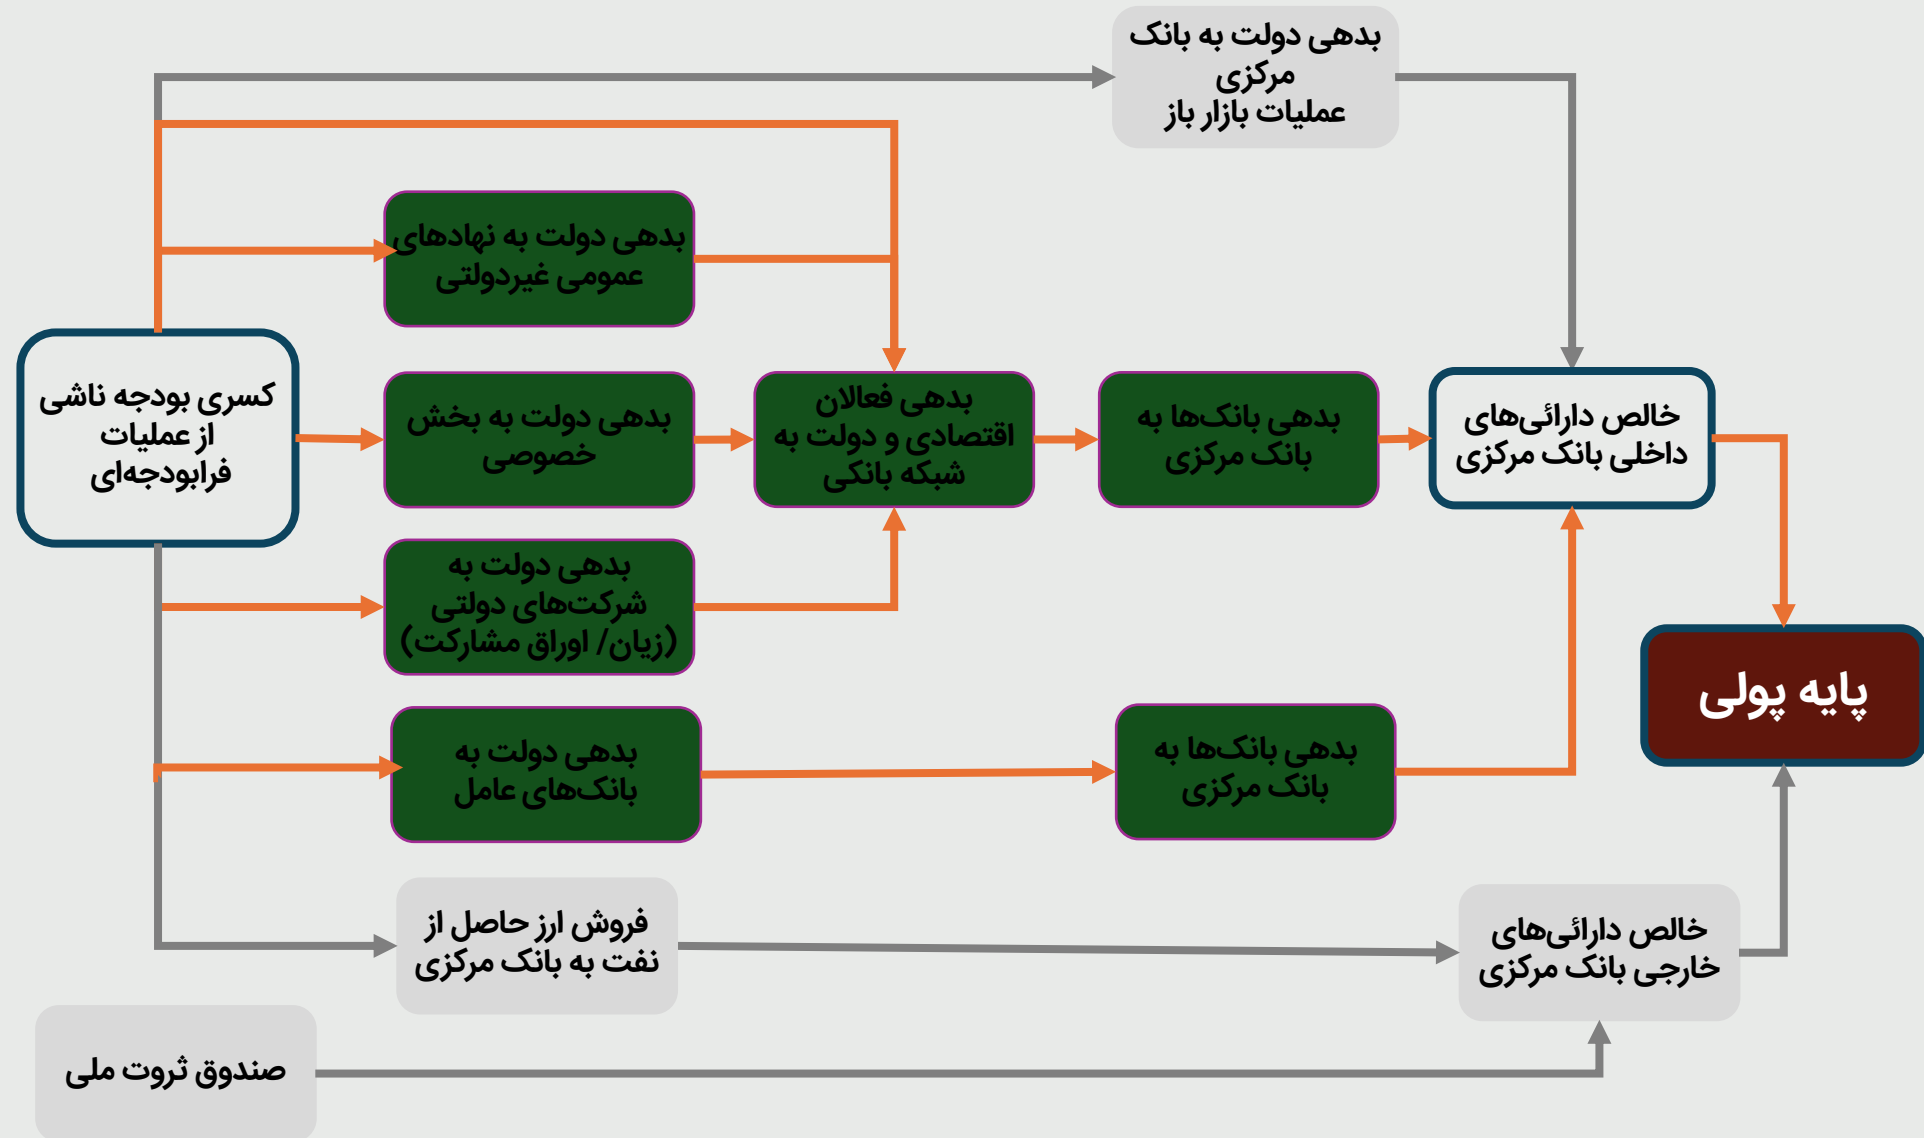 بدهی دولت به بانک
مرکزی
عملیات بازار باز
بدهی دولت به نهادهای
عمومی غیردولتی
کسری بودجه ناشی
از عملیات
فرابودجه‌ای
بدهی دولت به بخش
خصوصی
بدهی فعالان
اقتصادی و دولت به
شبکه بانکی
بدهی بانک‌ها به
بانک مرکزی
خالص دارائی‌های
داخلی بانک مرکزی
بدهی دولت به
شرکت‌های دولتی
(زیان/ اوراق مشارکت)
پایه پولی
بدهی دولت به
بانک‌های عامل
بدهی بانک‌ها به
بانک مرکزی
فروش ارز حاصل از
نفت به بانک مرکزی
خالص دارائی‌های
خارجی بانک مرکزی
صندوق ثروت ملی